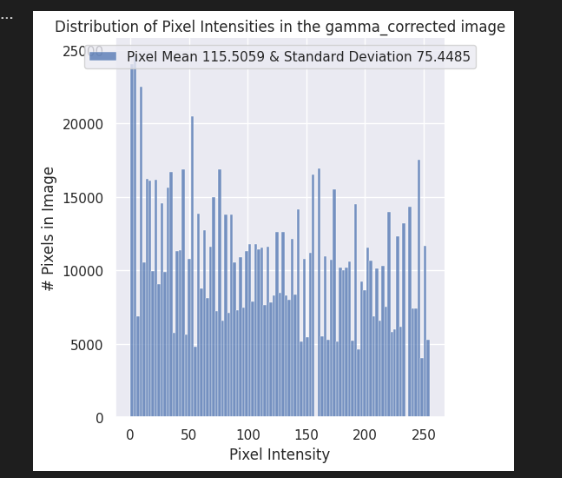 ...
Distribution of Pixel Intensities in the gamma_corrected image
Pixel Mean 115.5059 & Standard Deviation 75.4485
25000
20000
15000
10000
5000
0
# Pixels in Image
0 50 100 150 200 250
Pixel Intensity